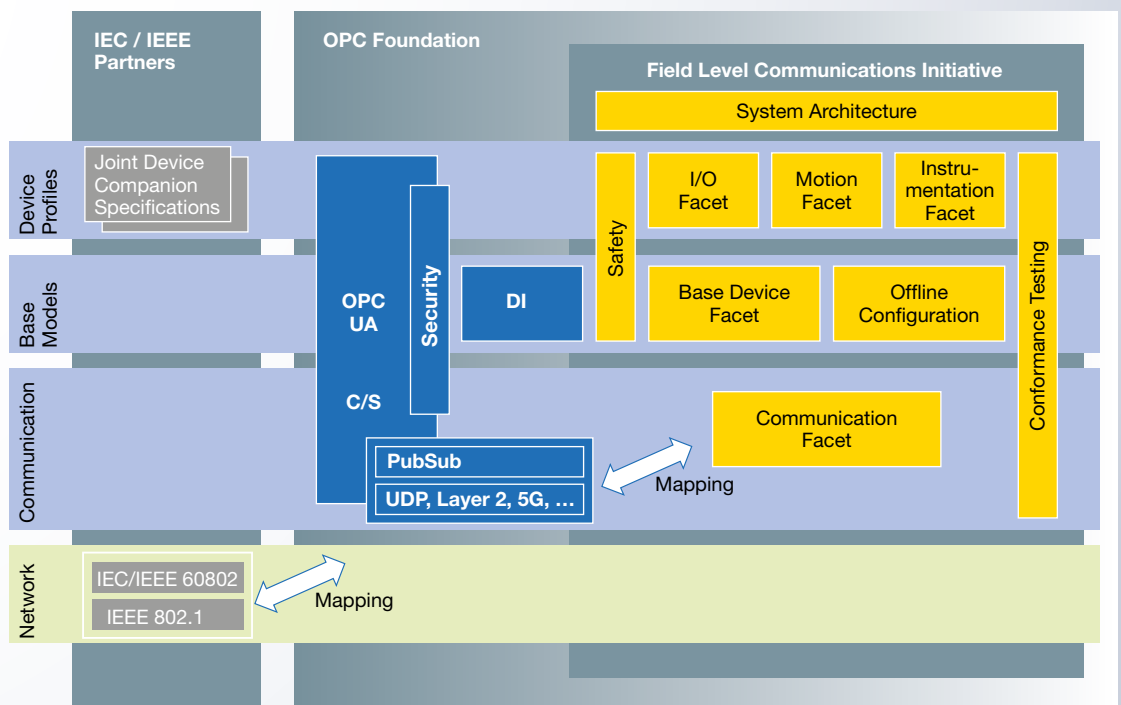 IEC / IEEE
Partners
OPC Foundation
Field Level Communications Initiative
System Architecture
Device
Profiles
Joint Device
Companion
Specifications
I/O
Facet
Motion
Facet
Instru-
mentation
Facet
Safety
Conformance Testing
Base
Models
OPC
UA
Security
DI
Base Device
Facet
Offline
Configuration
Communication
C/S
PubSub
UDP, Layer 2, 5G, ...
Mapping
Communication
Facet
Network
IEC/IEEE 60802
IEEE 802.1
Mapping